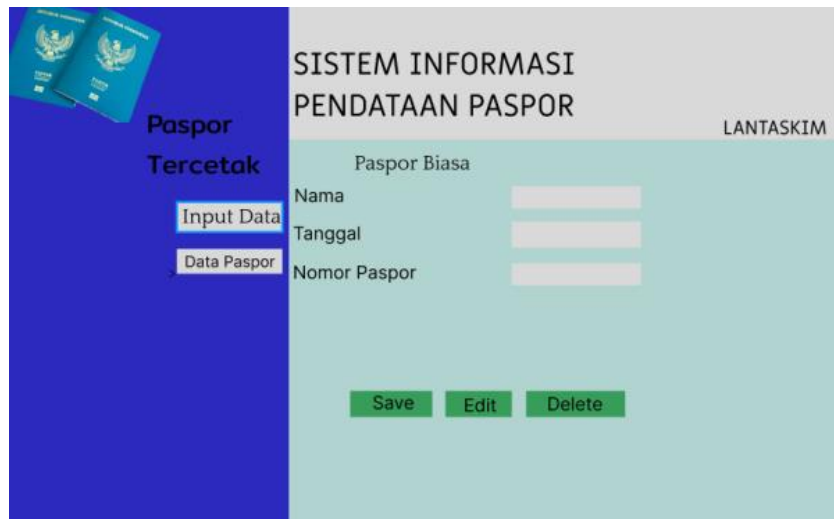 SISTEM INFORMASI
PENDATAAN PASPOR
LANTASKIM
Paspor
Tercetak
Input Data
Data Paspor
Paspor Biasa
Nama
Tanggal
Nomor Paspor
Save
Edit
Delete